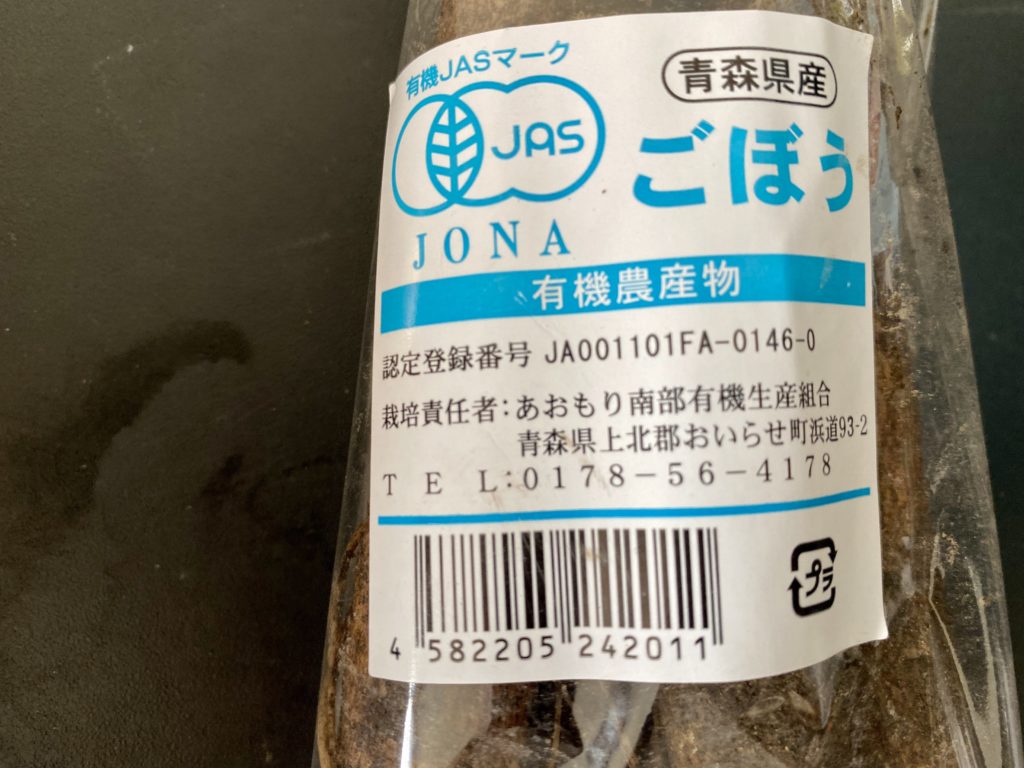 有機JASマーク
JAS
JONA
青森県産
ごぼう
有機農産物
認定登録番号 JA001101FA-0146-0
栽培責任者:あおもり南部有機生産組合
青森県上北郡おいらせ町浜道93-2
TEL:0178-56-4178
4 582205 242011
プラ